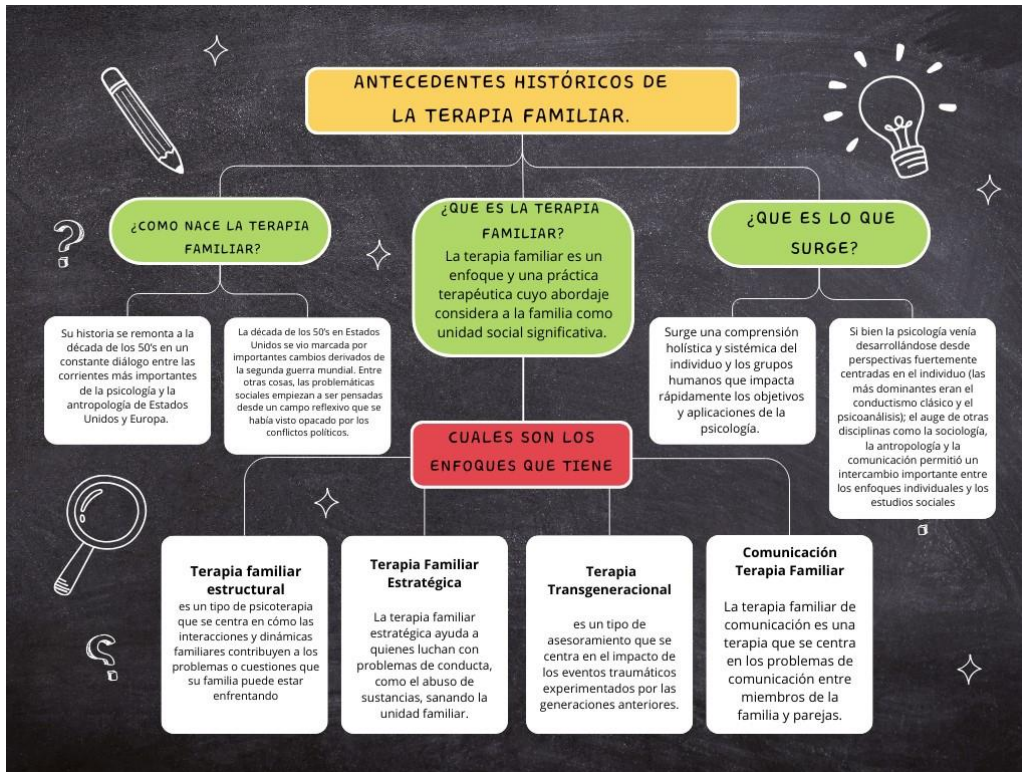 ANTECEDENTES HISTÓRICOS DE
LA TERAPIA FAMILIAR.
¿COMO NACE LA TERAPIA
FAMILIAR?
Su historia se remonta a la
década de los 50's en un
constante diálogo entre las
corrientes más importantes
de la psicología y la
antropología de Estados
Unidos y Europa.
La década de los 50's en Estados
Unidos se vio marcada por
importantes cambios derivados de
la segunda guerra mundial. Entre
otras cosas, las problemáticas
sociales empiezan a ser pensadas
desde un campo reflexivo que se
había visto opacado por los
conflictos políticos.
¿QUE ES LA TERAPIA
FAMILIAR?
La terapia familiar es un
enfoque y una práctica
terapéutica cuyo abordaje
considera a la familia como
unidad social significativa.
¿QUE ES LO QUE
SURGE?
Surge una comprensión
holística y sistémica del
individuo y los grupos
humanos que impacta
rápidamente los objetivos
y aplicaciones de la
psicología.
Si bien la psicología venía
desarrollándose desde
perspectivas fuertemente
centradas en el individuo (las
más dominantes eran el
conductismo clásico y el
psicoanálisis); el auge de otras
disciplinas como la sociología,
la antropología y la
comunicación permitió un
intercambio importante entre
los enfoques individuales y los
estudios sociales
CUALES SON LOS
ENFOQUES QUE TIENE
Terapia familiar
estructural
es un tipo de psicoterapia
que se centra en cómo las
interacciones y dinámicas
familiares contribuyen a los
problemas o cuestiones que
su familia puede estar
enfrentando
Terapia Familiar
Estratégica
La terapia familiar
estratégica ayuda a
quienes luchan con
problemas de conducta,
como el abuso de
sustancias, sanando la
unidad familiar.
Terapia
Transgeneracional
es un tipo de
asesoramiento que se
centra en el impacto de
los eventos traumáticos
experimentados por las
generaciones anteriores.
Comunicación
Terapia Familiar
La terapia familiar de
comunicación es una
terapia que se centra
en los problemas de
comunicación entre
miembros de la
familia y parejas.